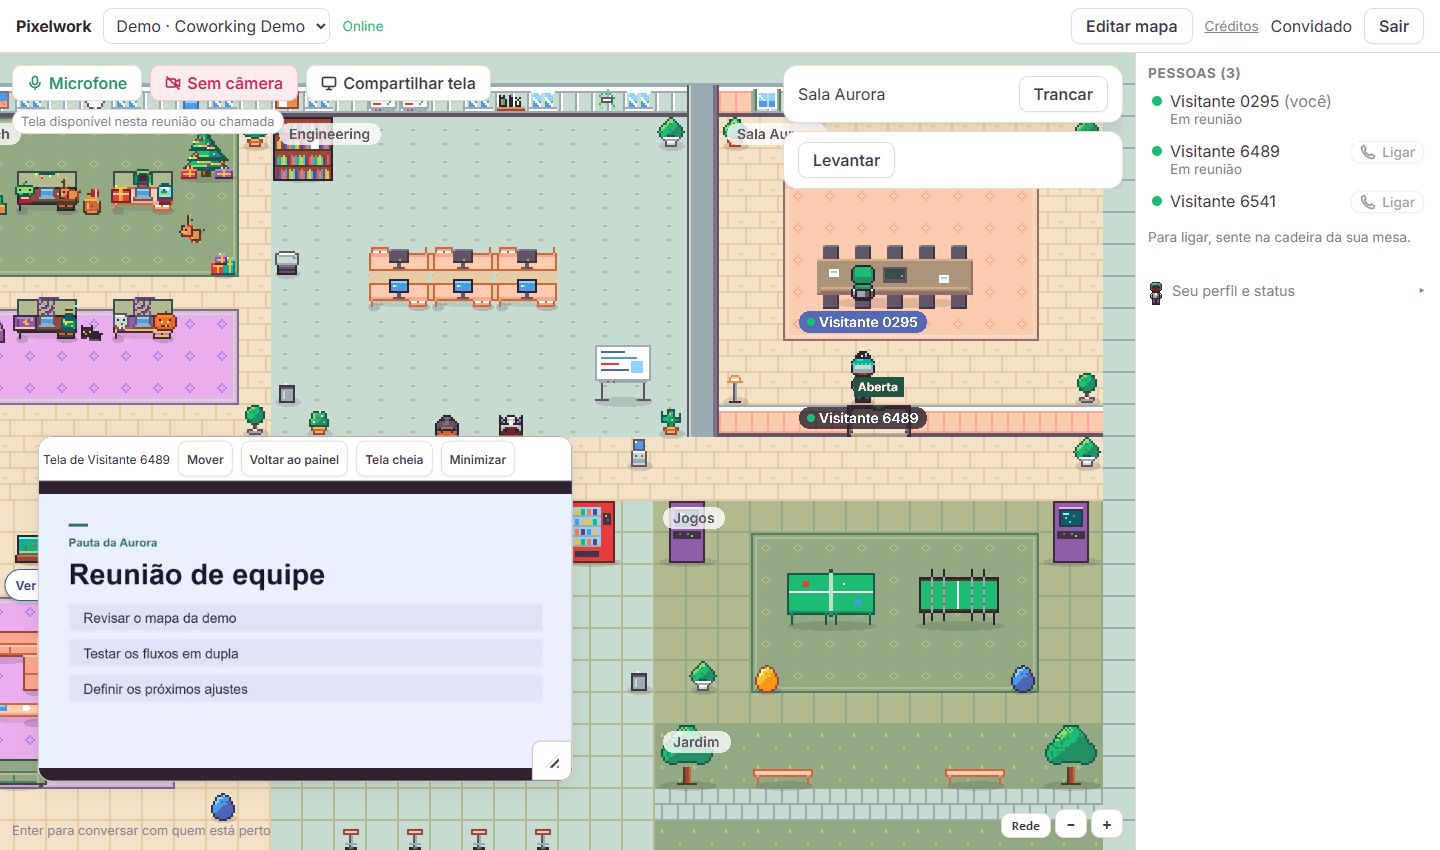 Pixelwork
Demo · Coworking Demo
Online
Editar mapa
Créditos
Convidado
Sair
Microfone
Sem câmera
Compartilhar tela
Tela disponível nesta reunião ou chamada
Engineering
Sala Aurora
Trancar
Levantar
Visitante 0295
Aberta
Visitante 6489
PESSOAS (3)
Visitante 0295 (você)
Em reunião
Visitante 6489
Em reunião
Ligar
Visitante 6541
Ligar
Para ligar, sente na cadeira da sua mesa.
Seu perfil e status
Tela de Visitante 6489
Mover
Voltar ao painel
Tela cheia
Minimizar
Pauta da Aurora
Reunião de equipe
Revisar o mapa da demo
Testar os fluxos em dupla
Definir os próximos ajustes
Ver
Jogos
Jardim
Enter para conversar com quem está perto
Rede